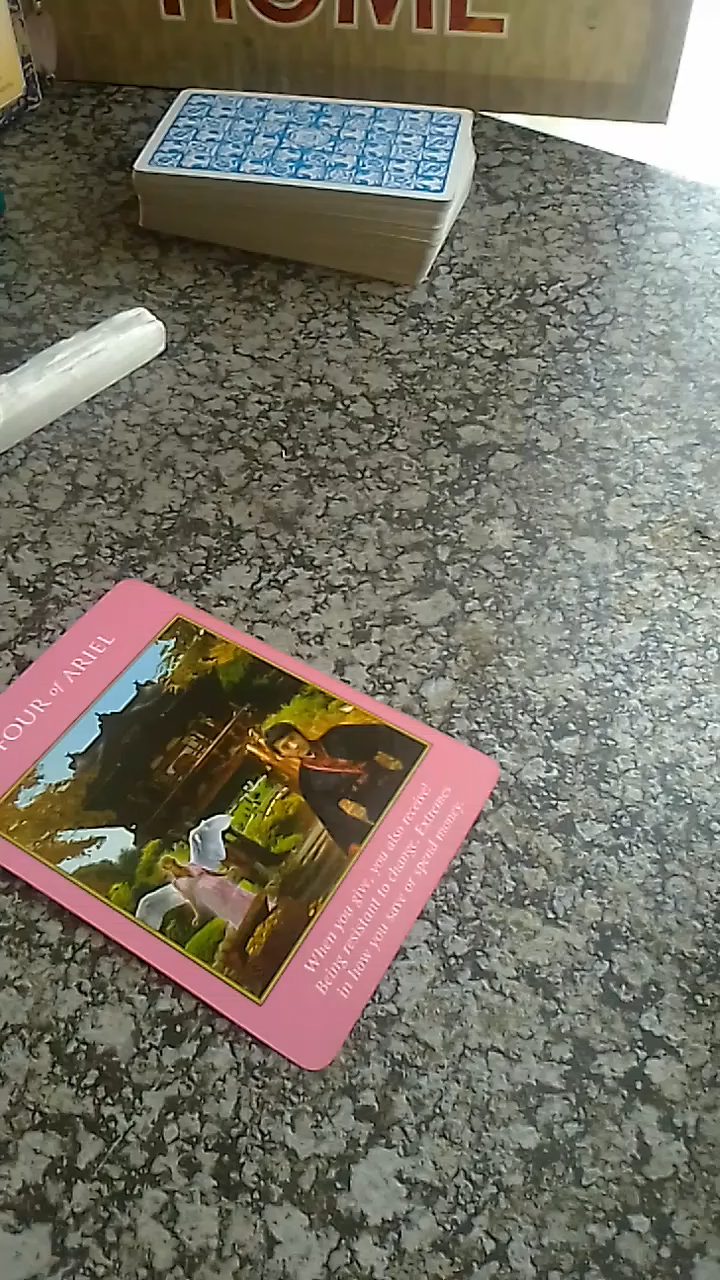 HOME
FOUR of ARIEL
When you give, you also receive!
Being resistant to change. Extremes
in how you save or spend money.